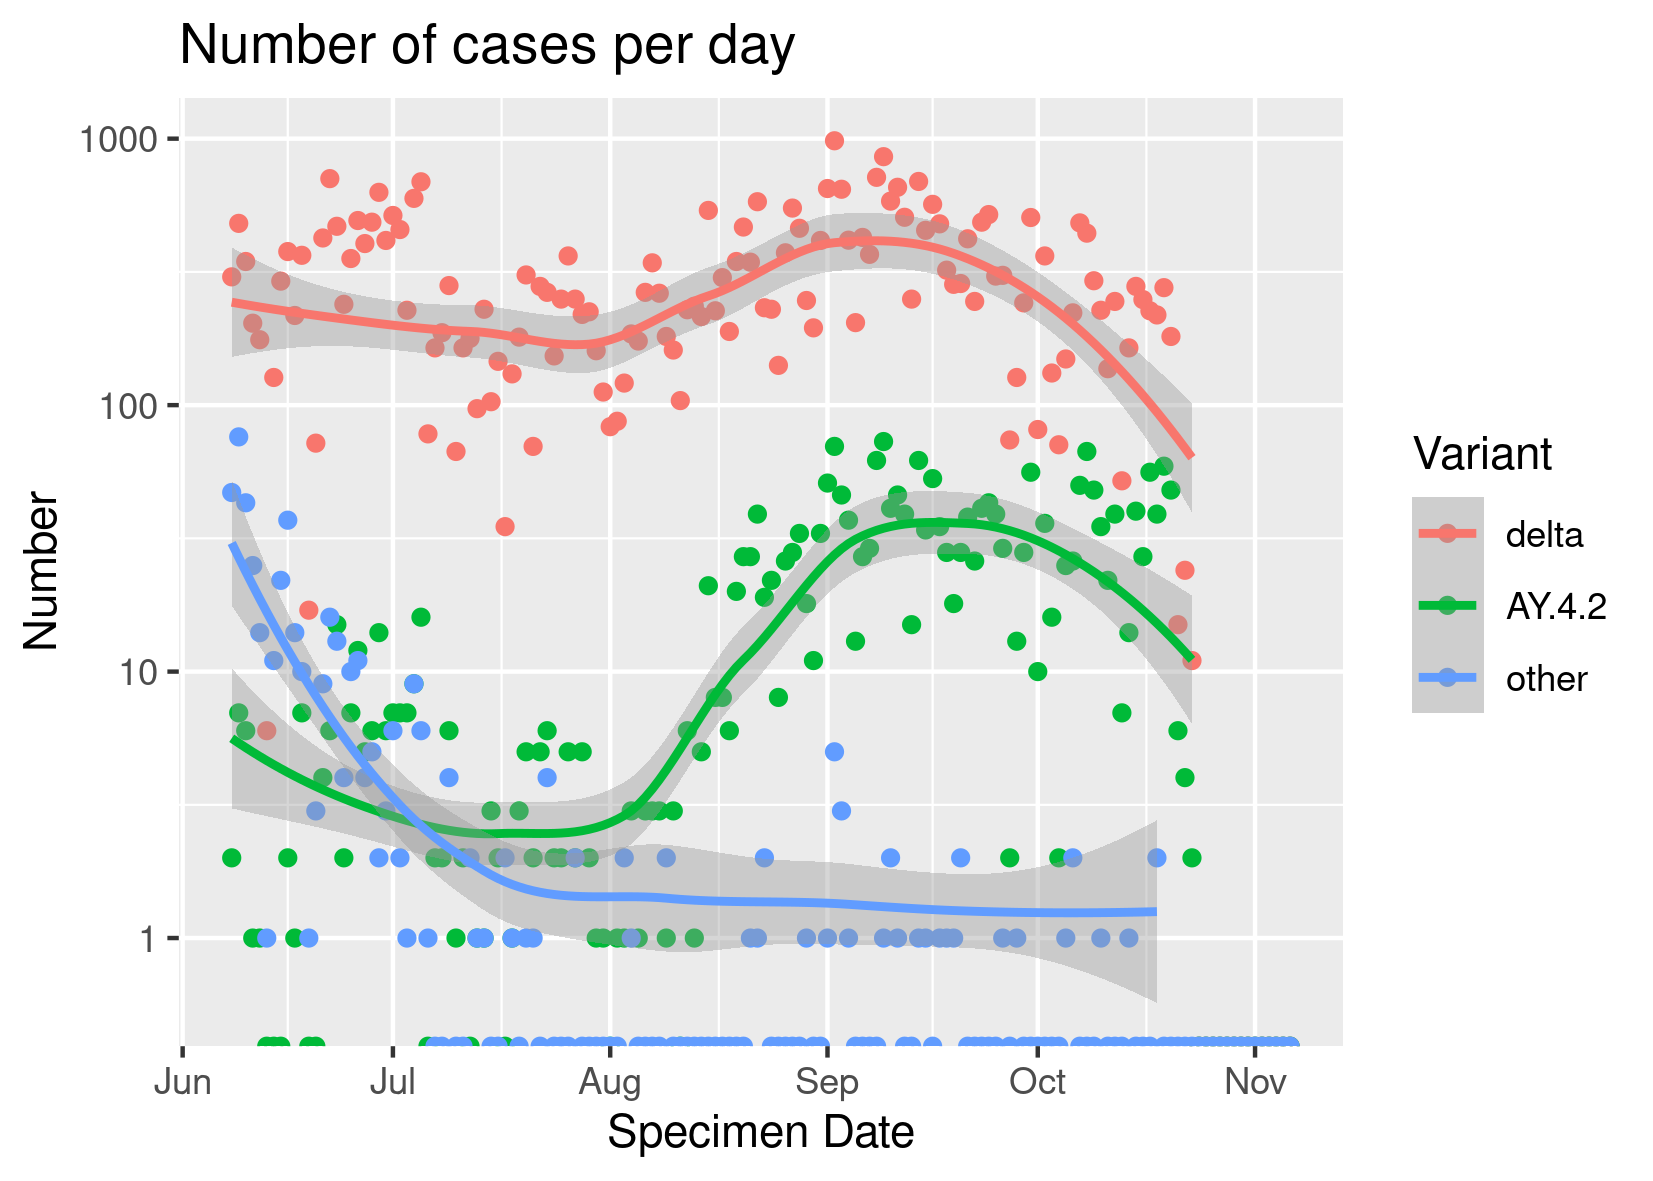 Number of cases per day
1000
100
10
1
Number
Jun
Jul
Aug
Sep
Oct
Nov
Specimen Date
Variant
delta
AY.4.2
other